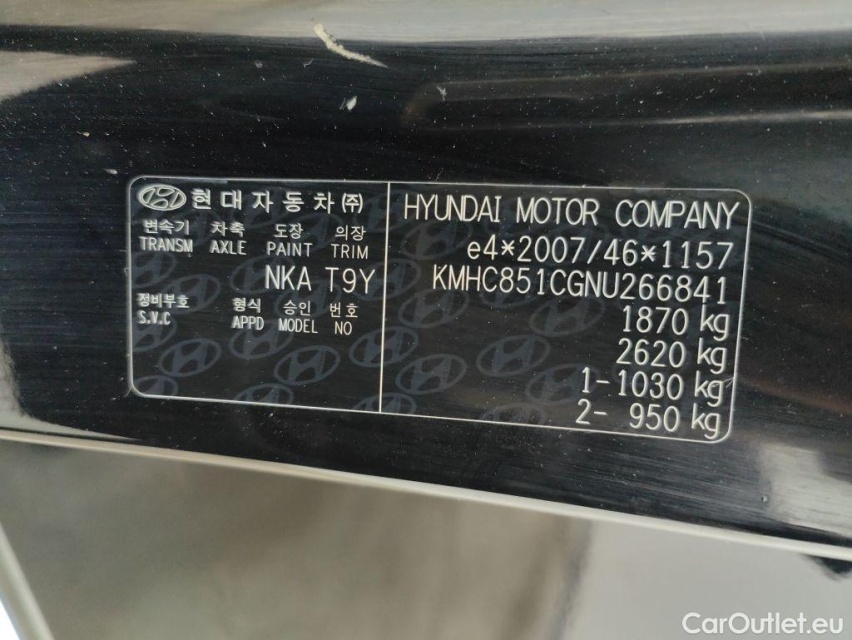 현대자동차㈜
변속기 차축 도장 의장
TRANSM AXLE PAINT TRIM
NKA T9Y
정비부호 형식 승인 번호
S.V.C APPD MODEL NO
HYUNDAI MOTOR COMPANY
e4*2007/46*1157
KMHC851CGNU266841
1870 kg
2620 kg
1- 1030 kg
2- 950 kg
CarOutlet.eu